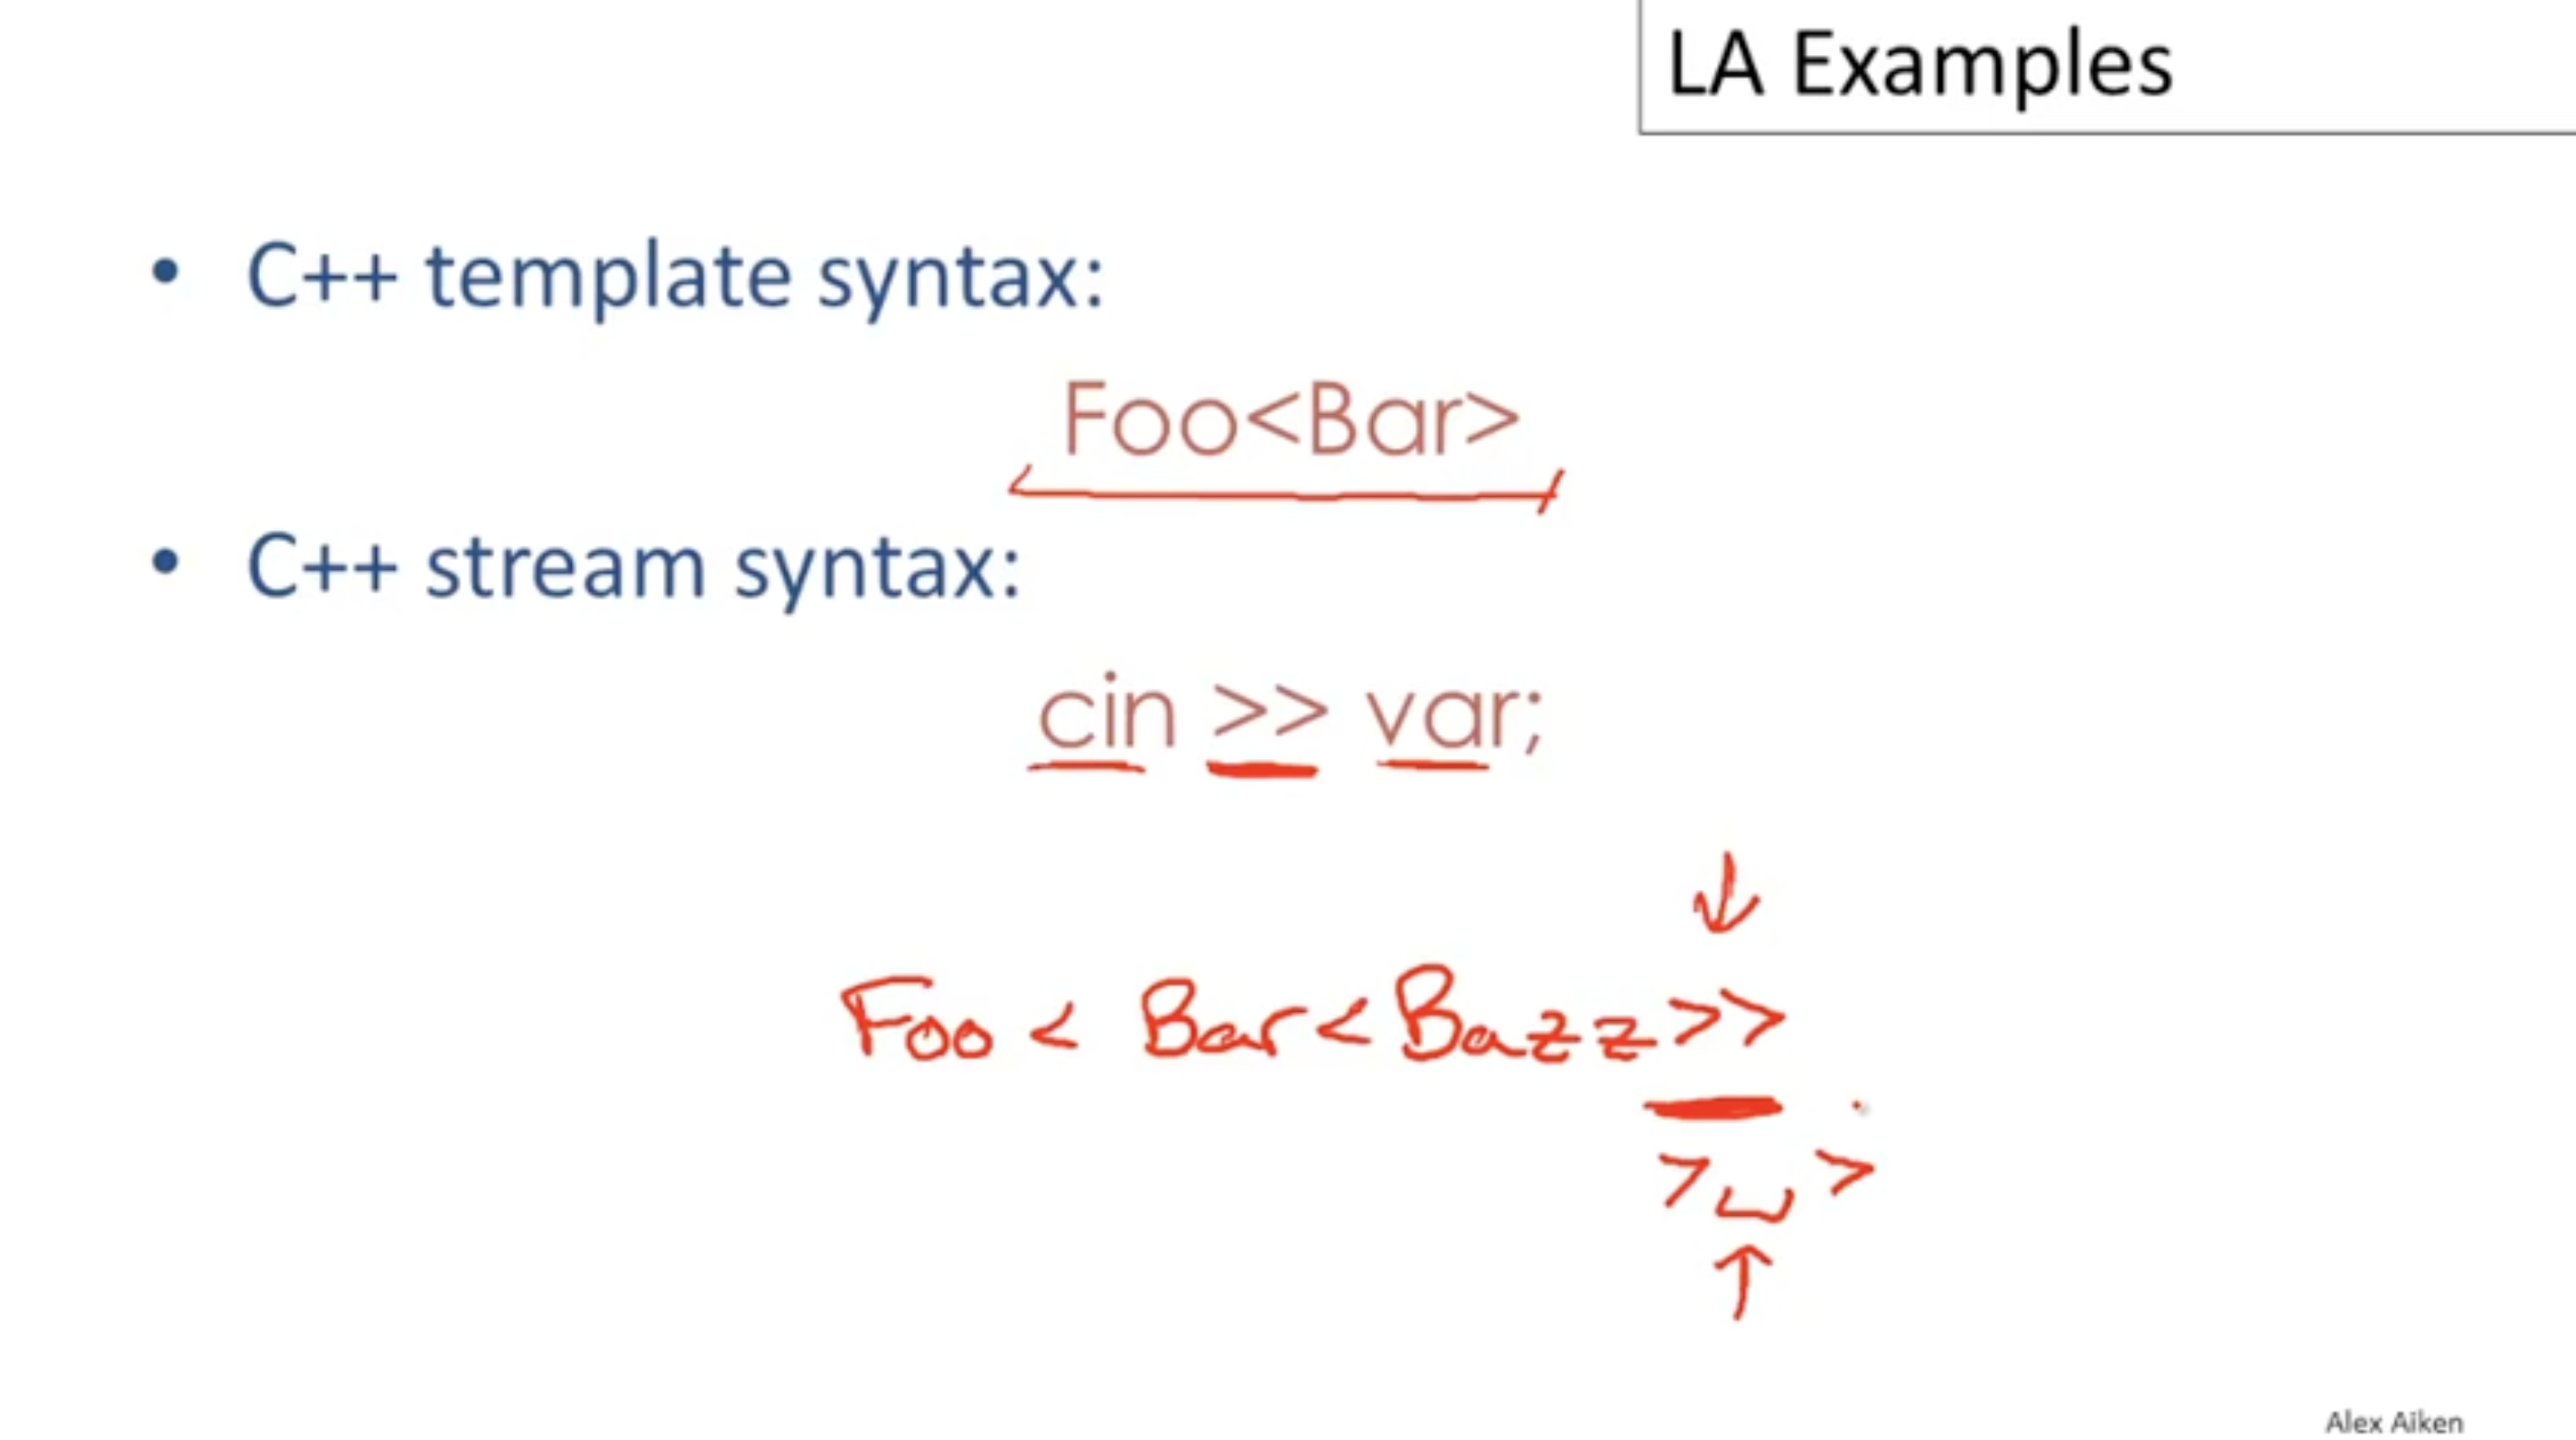 LA Examples
• C++ template syntax:
Foo<Bar>
• C++ stream syntax:
cin >> var;
Foo < Bar<Bazz>>
>␣>
Alex Aiken